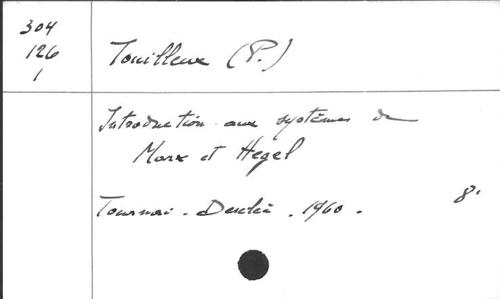 304
126
1
Touilleux (P.)
Introduction aux systèmes de
Marx et Hegel
Tournai - Desclée . 1960 . 8°